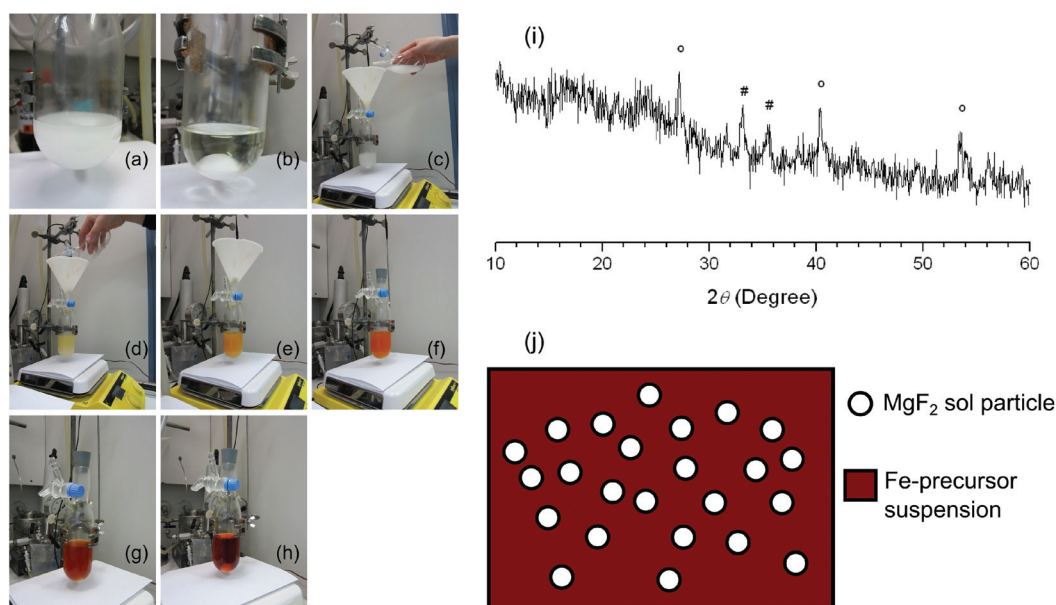 (a)
(b)
(c)
(d)
(e)
(f)
(g)
(h)
(i)
o
#
#
o
o
10
20
30
40
50
60
2θ (Degree)
(j)
MgF₂ sol particle
Fe-precursor
suspension